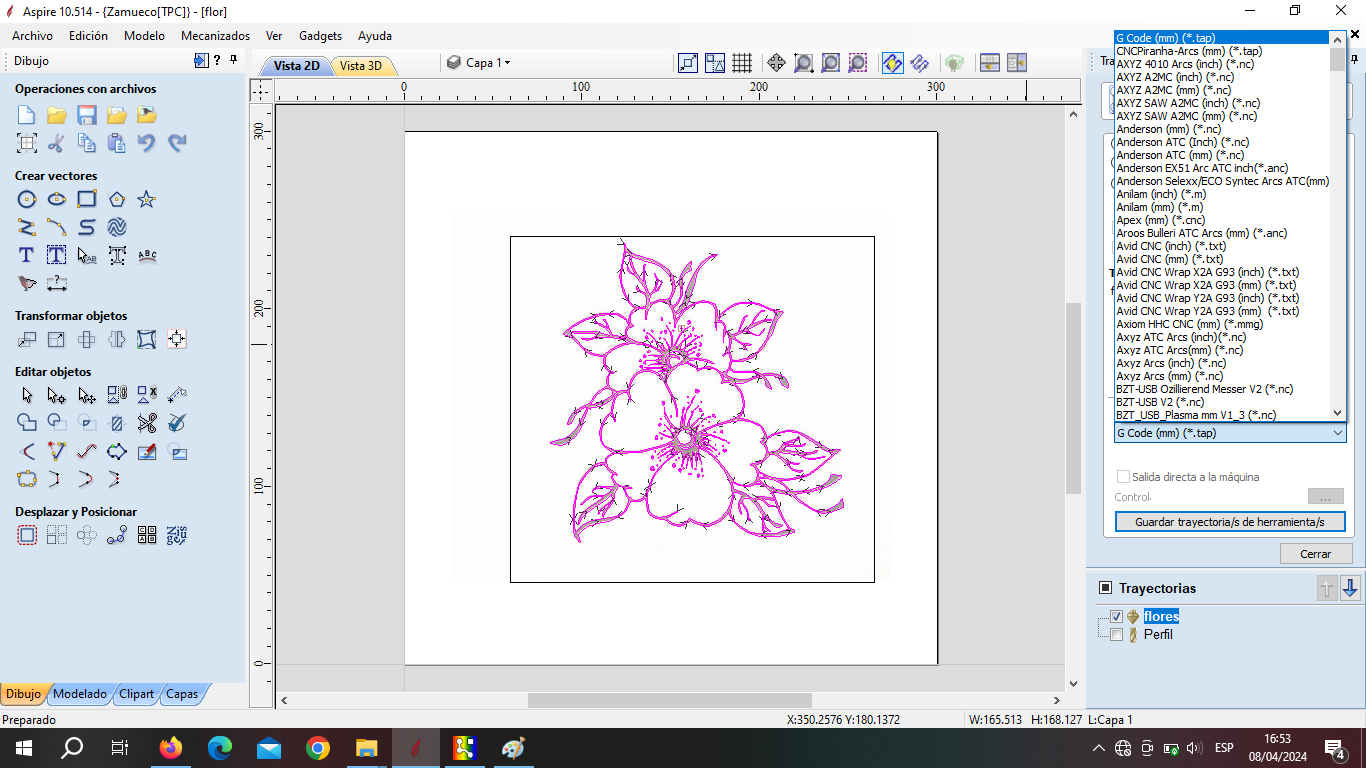 Aspire 10.514 - {Zamueco[TPC]} - [flor]
Archivo Edición Modelo Mecanizados Ver Gadgets Ayuda
Dibujo
Operaciones con archivos
Crear vectores
Transformar objetos
Editar objetos
Desplazar y Posicionar
Dibujo Modelado Clipart Capas
Vista 2D Vista 3D
Capa 1
0 100 200 300
300
200
100
0
G Code (mm) (*.tap)
CNCPiranha-Arcs (mm) (*.tap)
AXYZ 4010 Arcs (inch) (*.nc)
AXYZ A2MC (inch) (*.nc)
AXYZ A2MC (mm) (*.nc)
AXYZ SAW A2MC (inch) (*.nc)
AXYZ SAW A2MC (mm) (*.nc)
Anderson (mm) (*.nc)
Anderson ATC (Inch) (*.nc)
Anderson ATC (mm) (*.nc)
Anderson EX51 Arc ATC inch(*.anc)
Anderson Selexx/ECO Syntec Arcs ATC(mm)
Anilam (inch) (*.m)
Anilam (mm) (*.m)
Apex (mm) (*.cnc)
Aroos Bulleri ATC Arcs (mm) (*.anc)
Avid CNC (inch) (*.txt)
Avid CNC (mm) (*.txt)
Avid CNC Wrap X2A G93 (inch) (*.txt)
Avid CNC Wrap X2A G93 (mm) (*.txt)
Avid CNC Wrap Y2A G93 (inch) (*.txt)
Avid CNC Wrap Y2A G93 (mm) (*.txt)
Axiom HHC CNC (mm) (*.mmg)
Axyz ATC Arcs (inch)(*.nc)
Axyz ATC Arcs(mm) (*.nc)
Axyz Arcs (inch) (*.nc)
Axyz Arcs (mm) (*.nc)
BZT-USB Ozillierend Messer V2 (*.nc)
BZT-USB V2 (*.nc)
BZT_USB_Plasma mm V1_3 (*.nc)
G Code (mm) (*.tap)
Salida directa a la máquina
Control.
...
Guardar trayectoria/s de herramienta/s
Cerrar
Trayectorias
flores
Perfil
Preparado
X:350.2576 Y:180.1372
W:165.513 H:168.127 L:Capa 1
ESP
16:53
08/04/2024
4